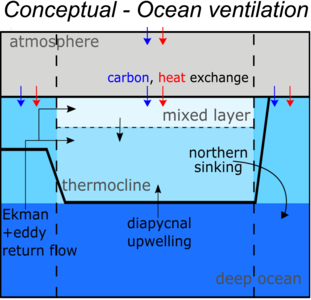 Conceptual - Ocean ventilation
atmosphere
carbon, heat exchange
mixed layer
northern
sinking
thermocline
Ekman
+eddy
return flow
diapycnal
upwelling
deep ocean